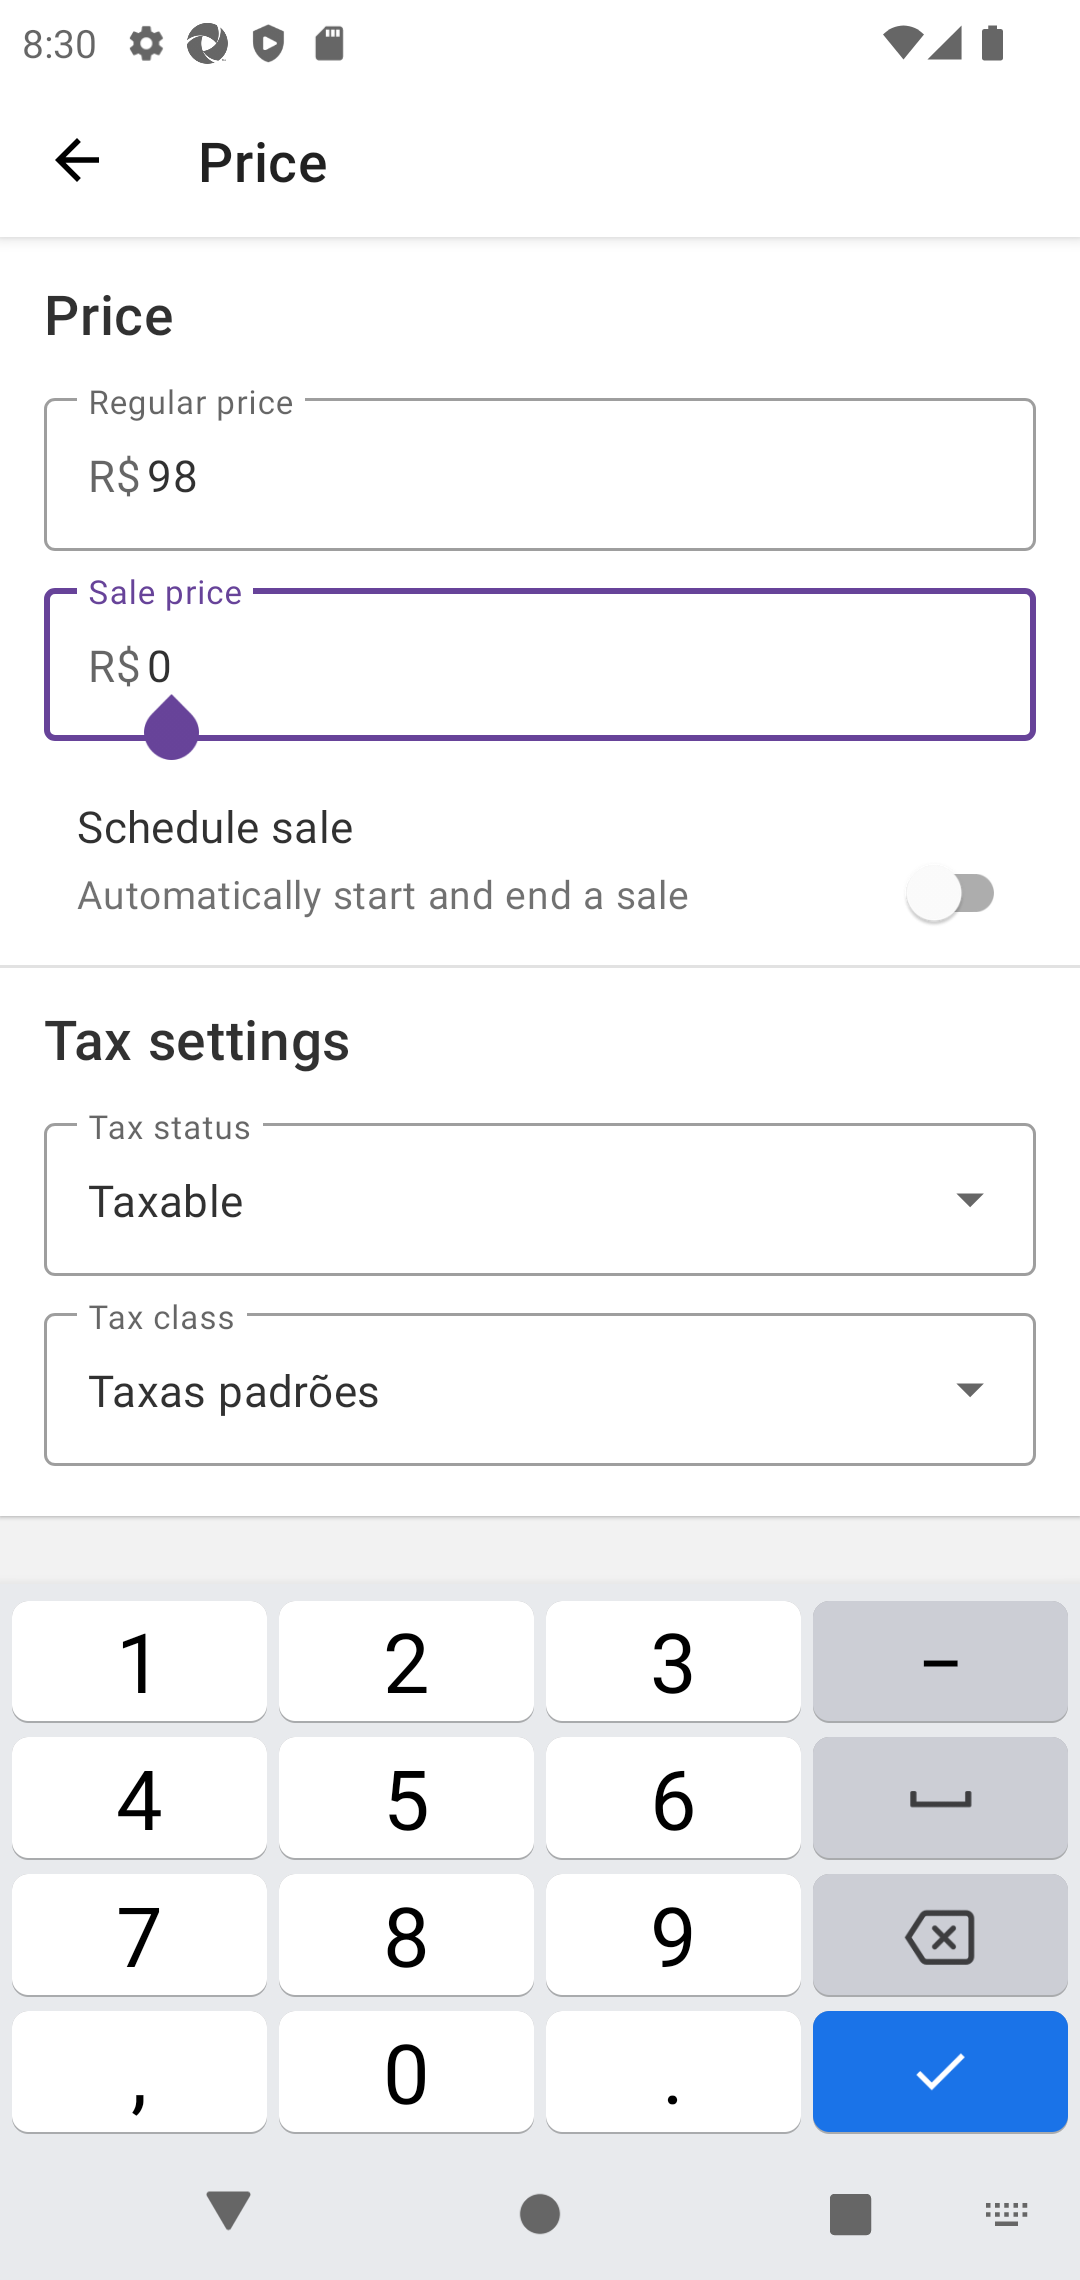 8:30
Price
Price
Regular price
R$ 98
Sale price
R$ 0
Schedule sale
Automatically start and end a sale
Tax settings
Tax status
Taxable
Tax class
Taxas padrões
1 2 3 –
4 5 6
7 8 9
, 0 .